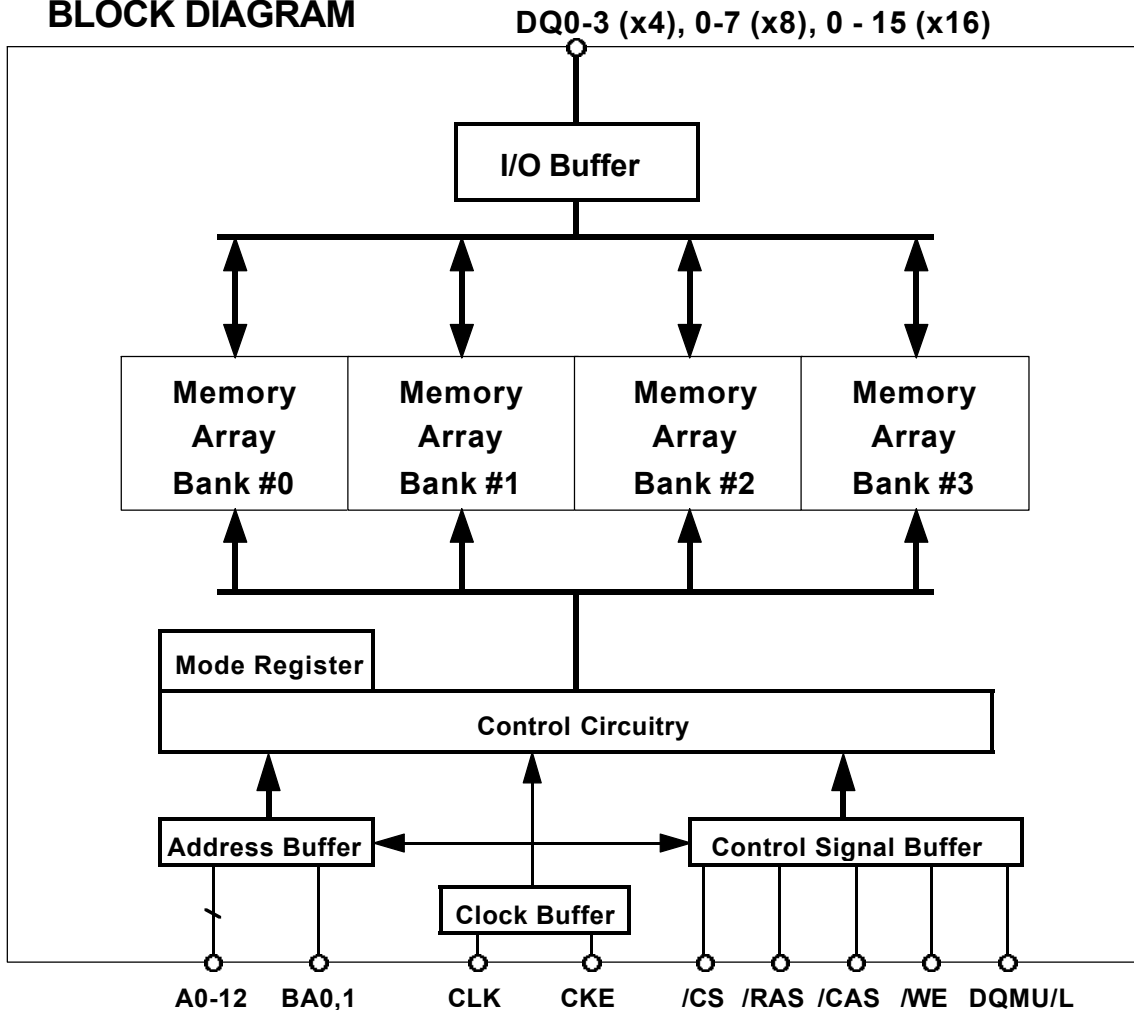 BLOCK DIAGRAM
DQ0-3 (x4), 0-7 (x8), 0 - 15 (x16)
I/O Buffer
Memory Array Bank #0
Memory Array Bank #1
Memory Array Bank #2
Memory Array Bank #3
Mode Register
Control Circuitry
Address Buffer
Control Signal Buffer
Clock Buffer
A0-12 BA0,1 CLK CKE /CS /RAS /CAS /WE DQMU/L